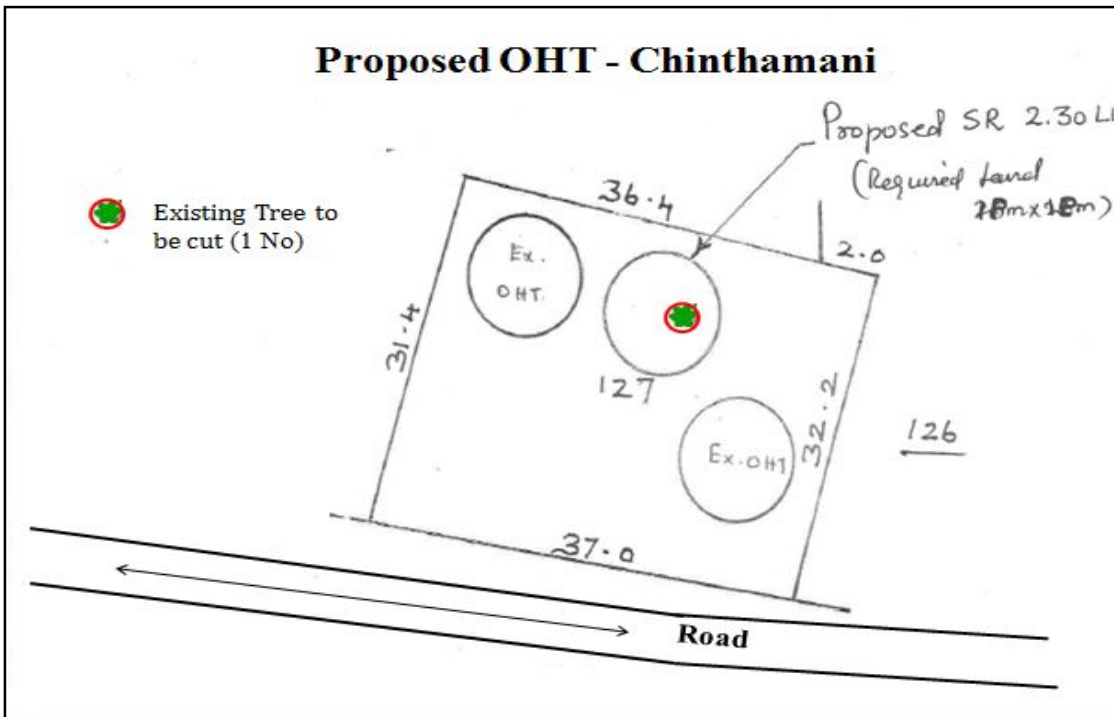 Proposed OHT - Chinthamani
Proposed SR 2.30 LL
(Required Land
Existing Tree to
be cut (1 No)
36.4
2.0
Ex.
OHT.
31.4
127
32.2
126
Ex.OHT
37.0
Road